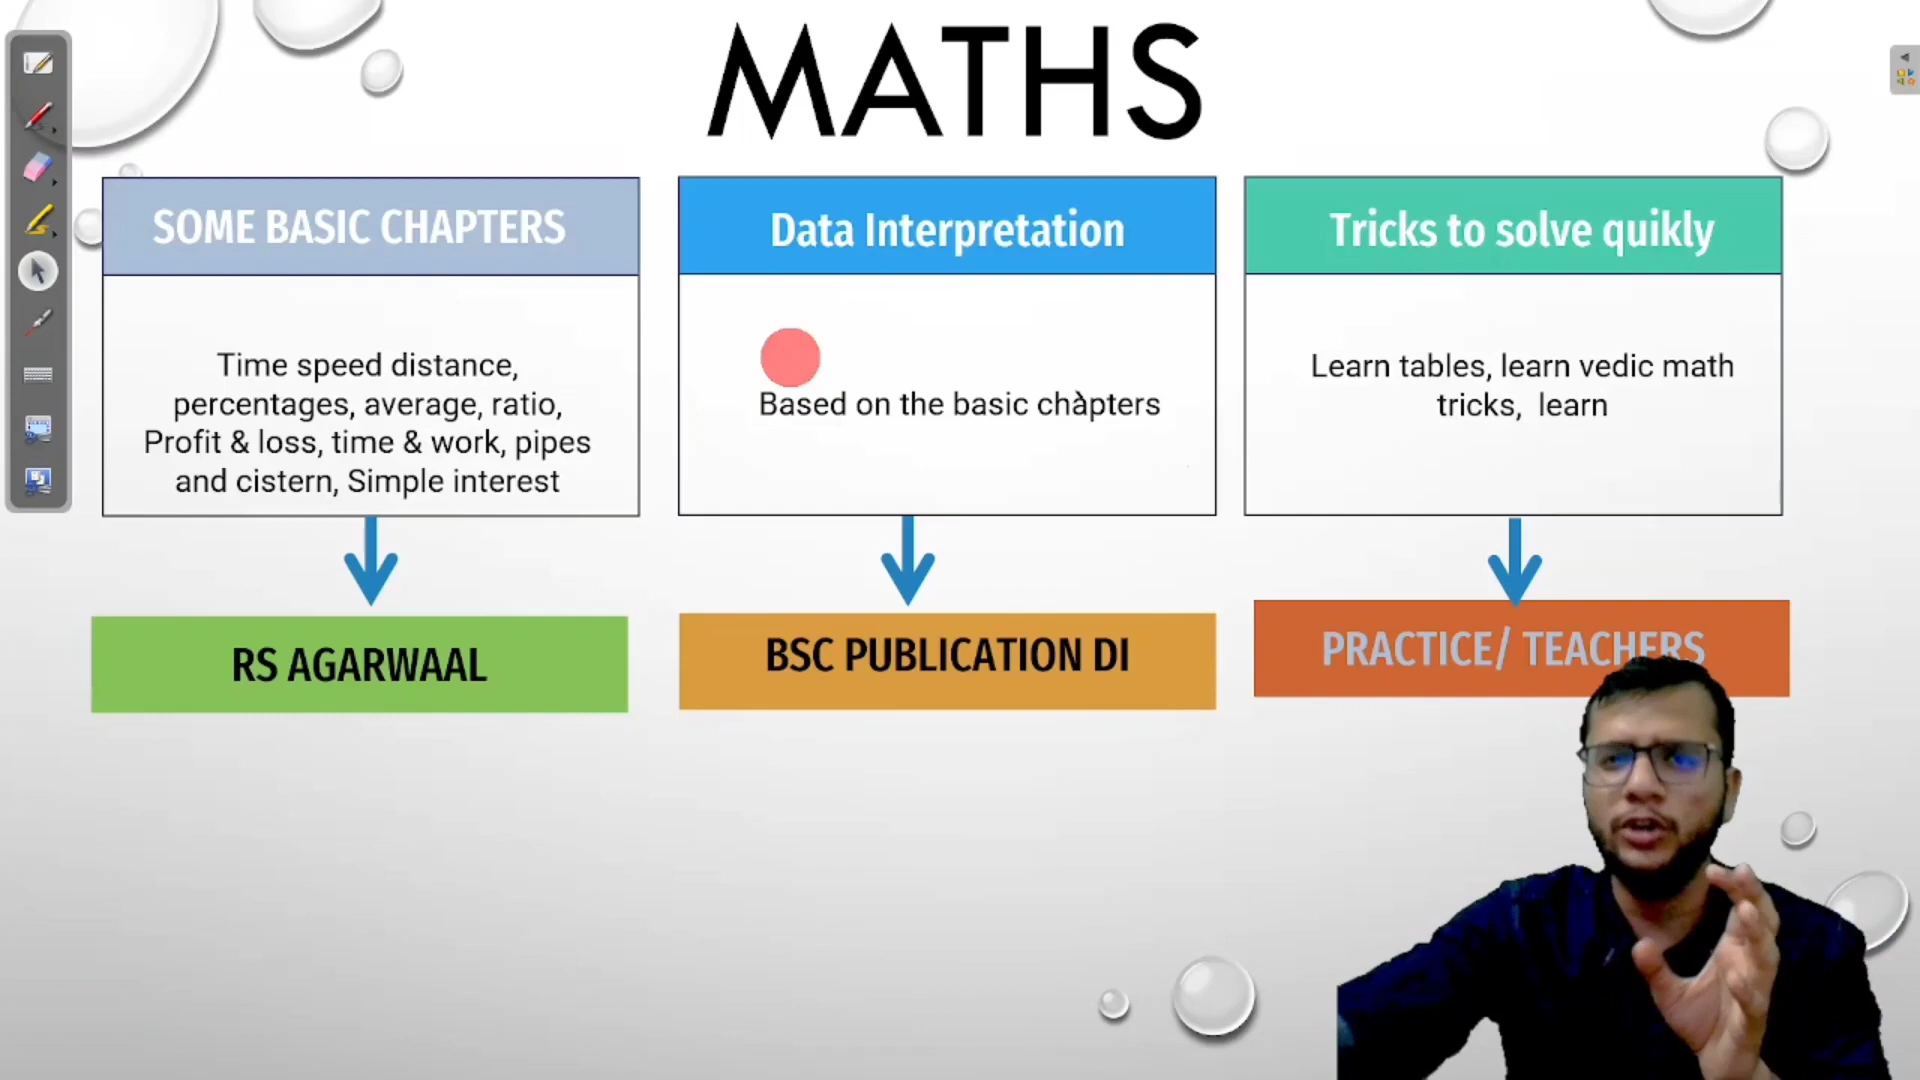 MATHS
SOME BASIC CHAPTERS
Time speed distance,
percentages, average, ratio,
Profit & loss, time & work, pipes
and cistern, Simple interest
RS AGARWAAL
Data Interpretation
Based on the basic chapters
BSC PUBLICATION DI
Tricks to solve quikly
Learn tables, learn vedic math
tricks, learn
PRACTICE/ TEACHERS